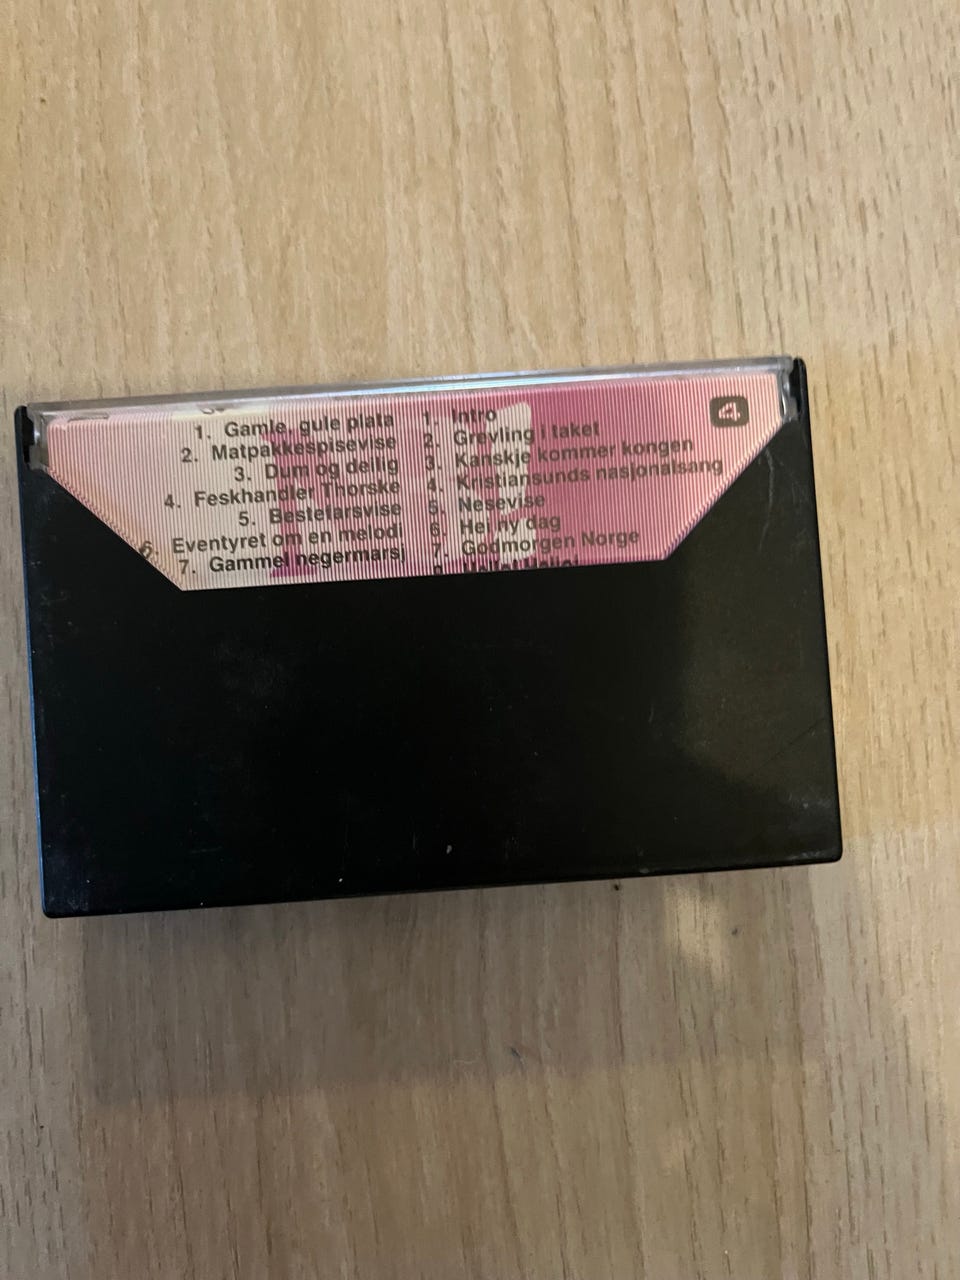 4
1. Gamle, gule plata
2. Matpakkespisevise
3. Dum og deilig
4. Feskhandler Thorske
5. Bestefarsvise
6. Eventyret om en melodi
7. Gammel negermarsj
1. Intro
2. Grevling i taket
3. Kanskje kommer kongen
4. Kristiansunds nasjonalsang
5. Nesevise
6. Hei ny dag
7. Godmorgen Norge